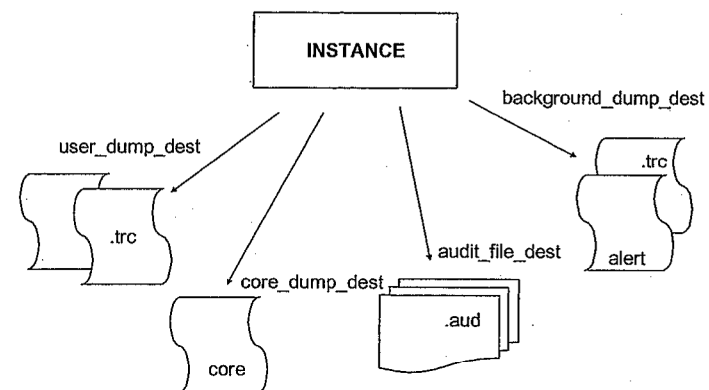 INSTANCE
background_dump_dest
user_dump_dest
.trc
.trc
audit_file_dest
alert
core_dump_dest
.aud
core